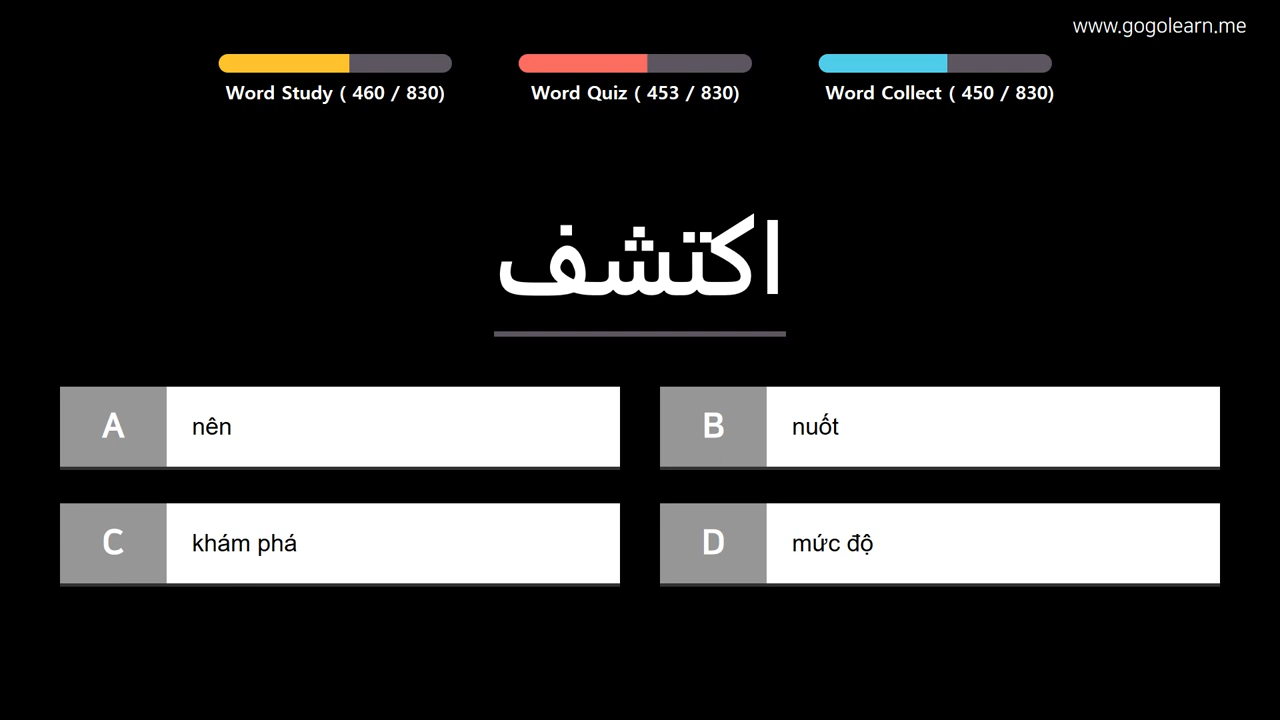 www.gogolearn.me
Word Study ( 460 / 830)
Word Quiz ( 453 / 830)
Word Collect ( 450 / 830)
اكتشف
A
nên
B
nuốt
C
khám phá
D
mức độ